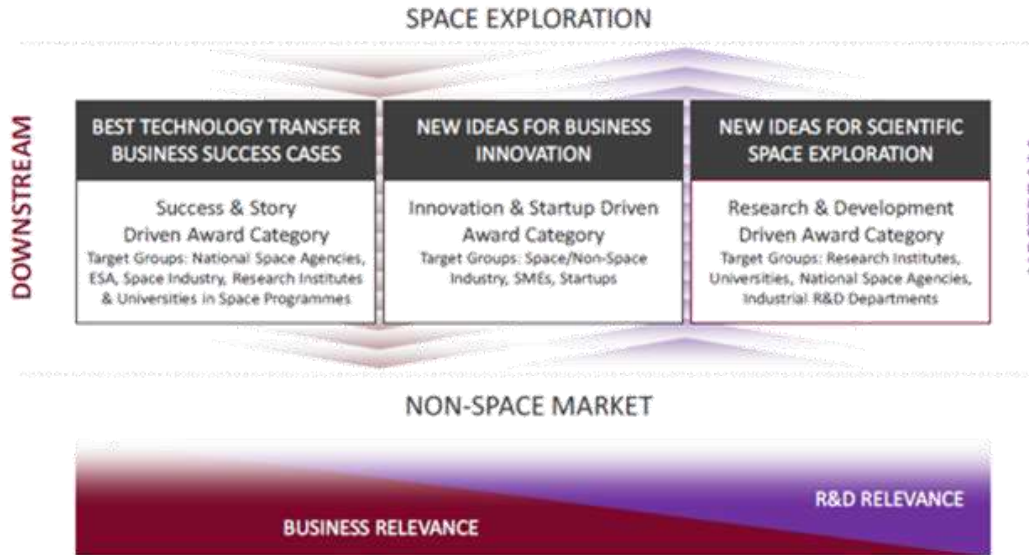 SPACE EXPLORATION
DOWNSTREAM
BEST TECHNOLOGY TRANSFER
BUSINESS SUCCESS CASES
Success & Story
Driven Award Category
Target Groups: National Space Agencies,
ESA, Space Industry, Research Institutes
& Universities in Space Programmes
NEW IDEAS FOR BUSINESS
INNOVATION
Innovation & Startup Driven
Award Category
Target Groups: Space/Non-Space
Industry, SMEs, Startups
NEW IDEAS FOR SCIENTIFIC
SPACE EXPLORATION
Research & Development
Driven Award Category
Target Groups: Research Institutes,
Universities, National Space Agencies,
Industrial R&D Departments
NON-SPACE MARKET
BUSINESS RELEVANCE
R&D RELEVANCE